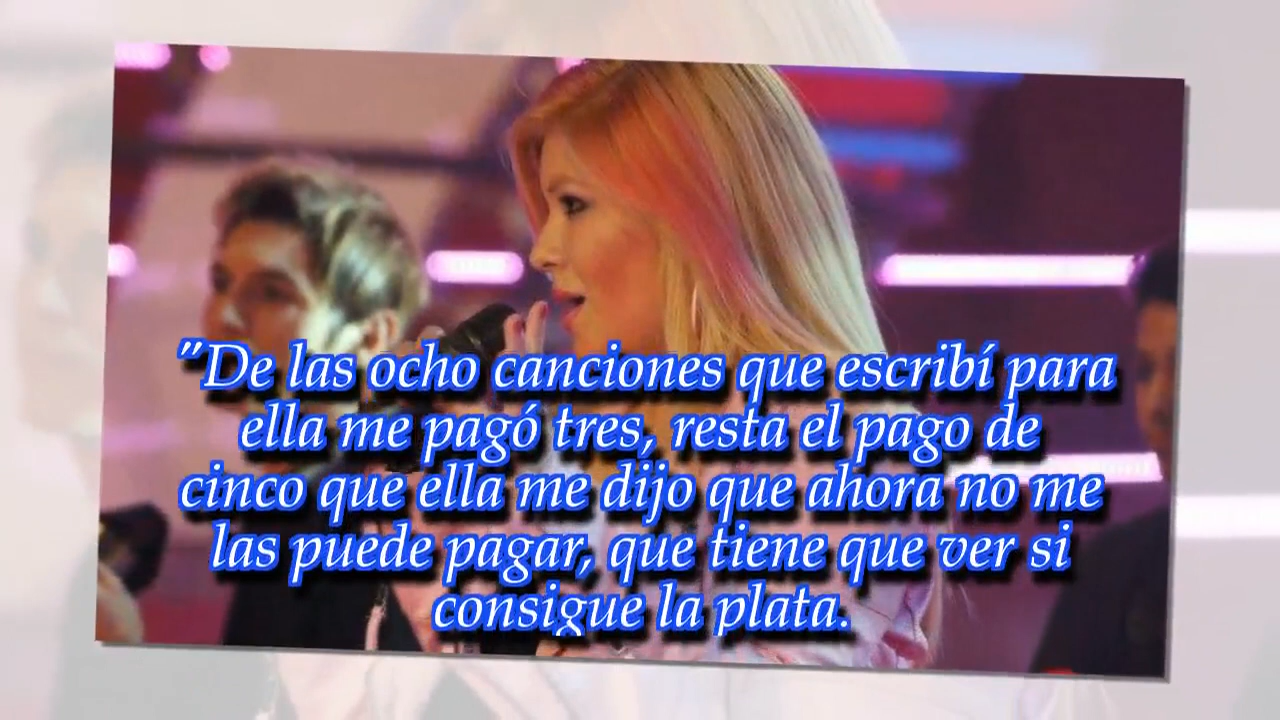 "De las ocho canciones que escribí para
ella me pagó tres, resta el pago de
cinco que ella me dijo que ahora no me
las puede pagar, que tiene que ver si
consigue la plata.